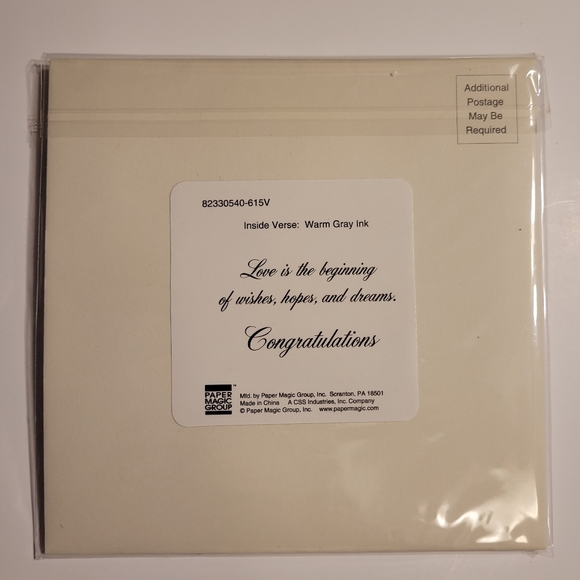 Additional
Postage
May Be
Required
82330540-615V
Inside Verse: Warm Gray Ink
Love is the beginning
of wishes, hopes, and dreams.
Congratulations
PAPER
MAGIC
GROUP
™
Mfd. by Paper Magic Group, Inc. Scranton, PA 18501
Made in China A CSS Industries, Inc. Company
© Paper Magic Group, Inc. www.papermagic.com